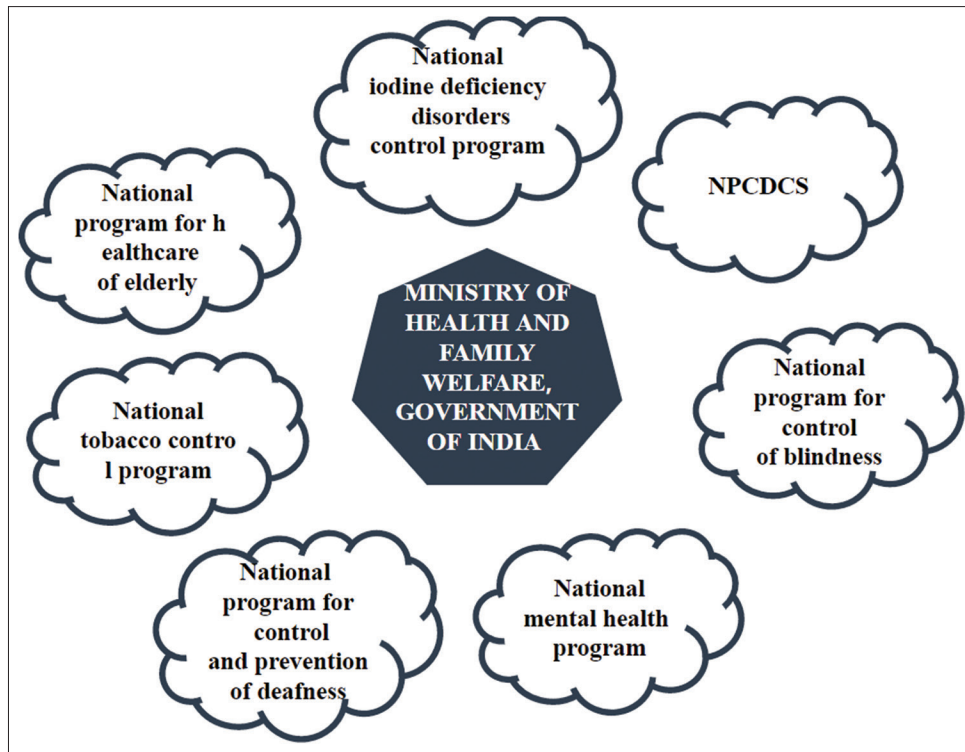 National
iodine deficiency
disorders
control program
NPCDCS
National
program for h
ealthcare
of elderly
MINISTRY OF
HEALTH AND
FAMILY
WELFARE,
GOVERNMENT
OF INDIA
National
program for
control
of blindness
National
tobacco contro
l program
National
program for
control
and prevention
of deafness
National
mental health
program